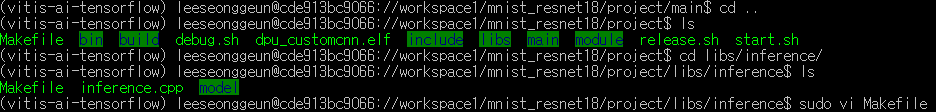 (vitis-ai-tensorflow) leeseonggeun@cde913bc9066://workspace1/mnist_resnet18/project/main$ cd ..
(vitis-ai-tensorflow) leeseonggeun@cde913bc9066://workspace1/mnist_resnet18/project$ ls
Makefile bin build debug.sh dpu_customcnn.elf include libs main module release.sh start.sh
(vitis-ai-tensorflow) leeseonggeun@cde913bc9066://workspace1/mnist_resnet18/project$ cd libs/inference/
(vitis-ai-tensorflow) leeseonggeun@cde913bc9066://workspace1/mnist_resnet18/project/libs/inference$ ls
Makefile inference.cpp model
(vitis-ai-tensorflow) leeseonggeun@cde913bc9066://workspace1/mnist_resnet18/project/libs/inference$ sudo vi Makefile